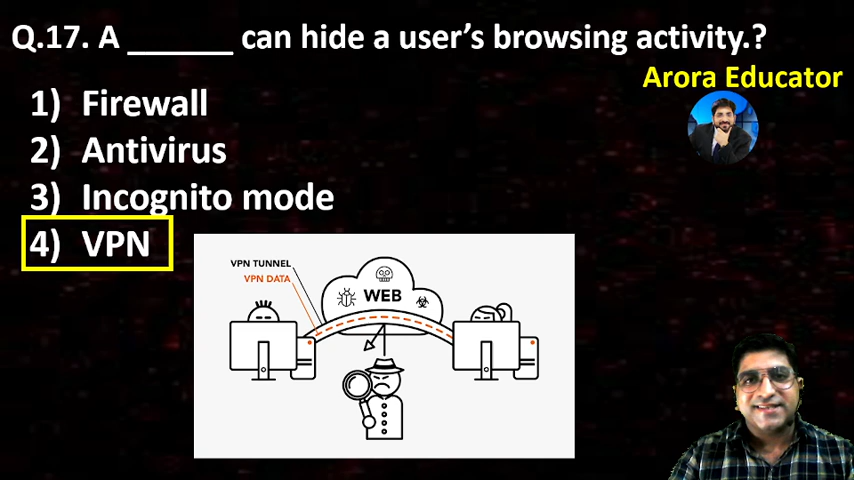 Q.17. A ______ can hide a user’s browsing activity.?
Arora Educator
1) Firewall
2) Antivirus
3) Incognito mode
4) VPN
VPN TUNNEL
VPN DATA
WEB